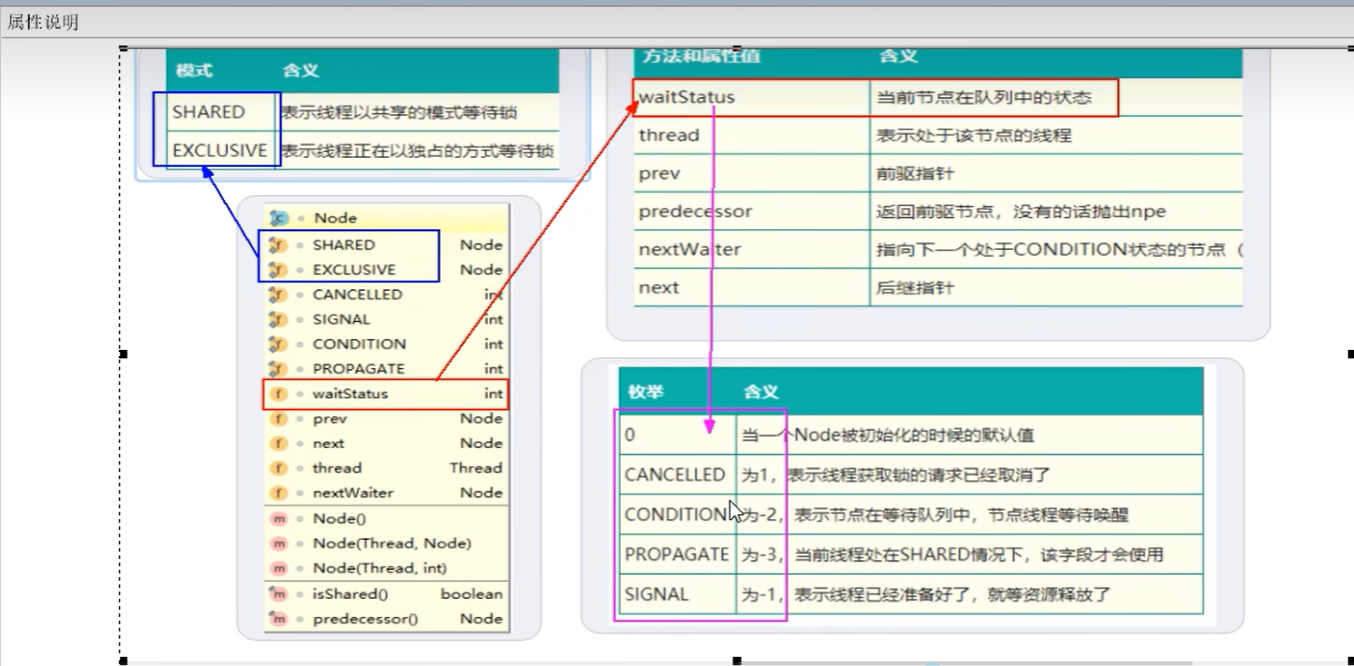 属性说明
模式 含义
SHARED 表示线程以共享的模式等待锁
EXCLUSIVE 表示线程正在以独占的方式等待锁
方法和属性值 含义
waitStatus 当前节点在队列中的状态
thread 表示处于该节点的线程
prev 前驱指针
predecessor 返回前驱节点，没有的话抛出npe
nextWaiter 指向下一个处于CONDITION状态的节点（
next 后继指针
Node
SHARED Node
EXCLUSIVE Node
CANCELLED int
SIGNAL int
CONDITION int
PROPAGATE int
waitStatus int
prev Node
next Node
thread Thread
nextWaiter Node
Node()
Node(Thread, Node)
Node(Thread, int)
isShared() boolean
predecessor() Node
枚举 含义
0 当一个Node被初始化的时候的默认值
CANCELLED 为1，表示线程获取锁的请求已经取消了
CONDITION 为-2，表示节点在等待队列中，节点线程等待唤醒
PROPAGATE 为-3，当前线程处在SHARED情况下，该字段才会使用
SIGNAL 为-1，表示线程已经准备好了，就等资源释放了